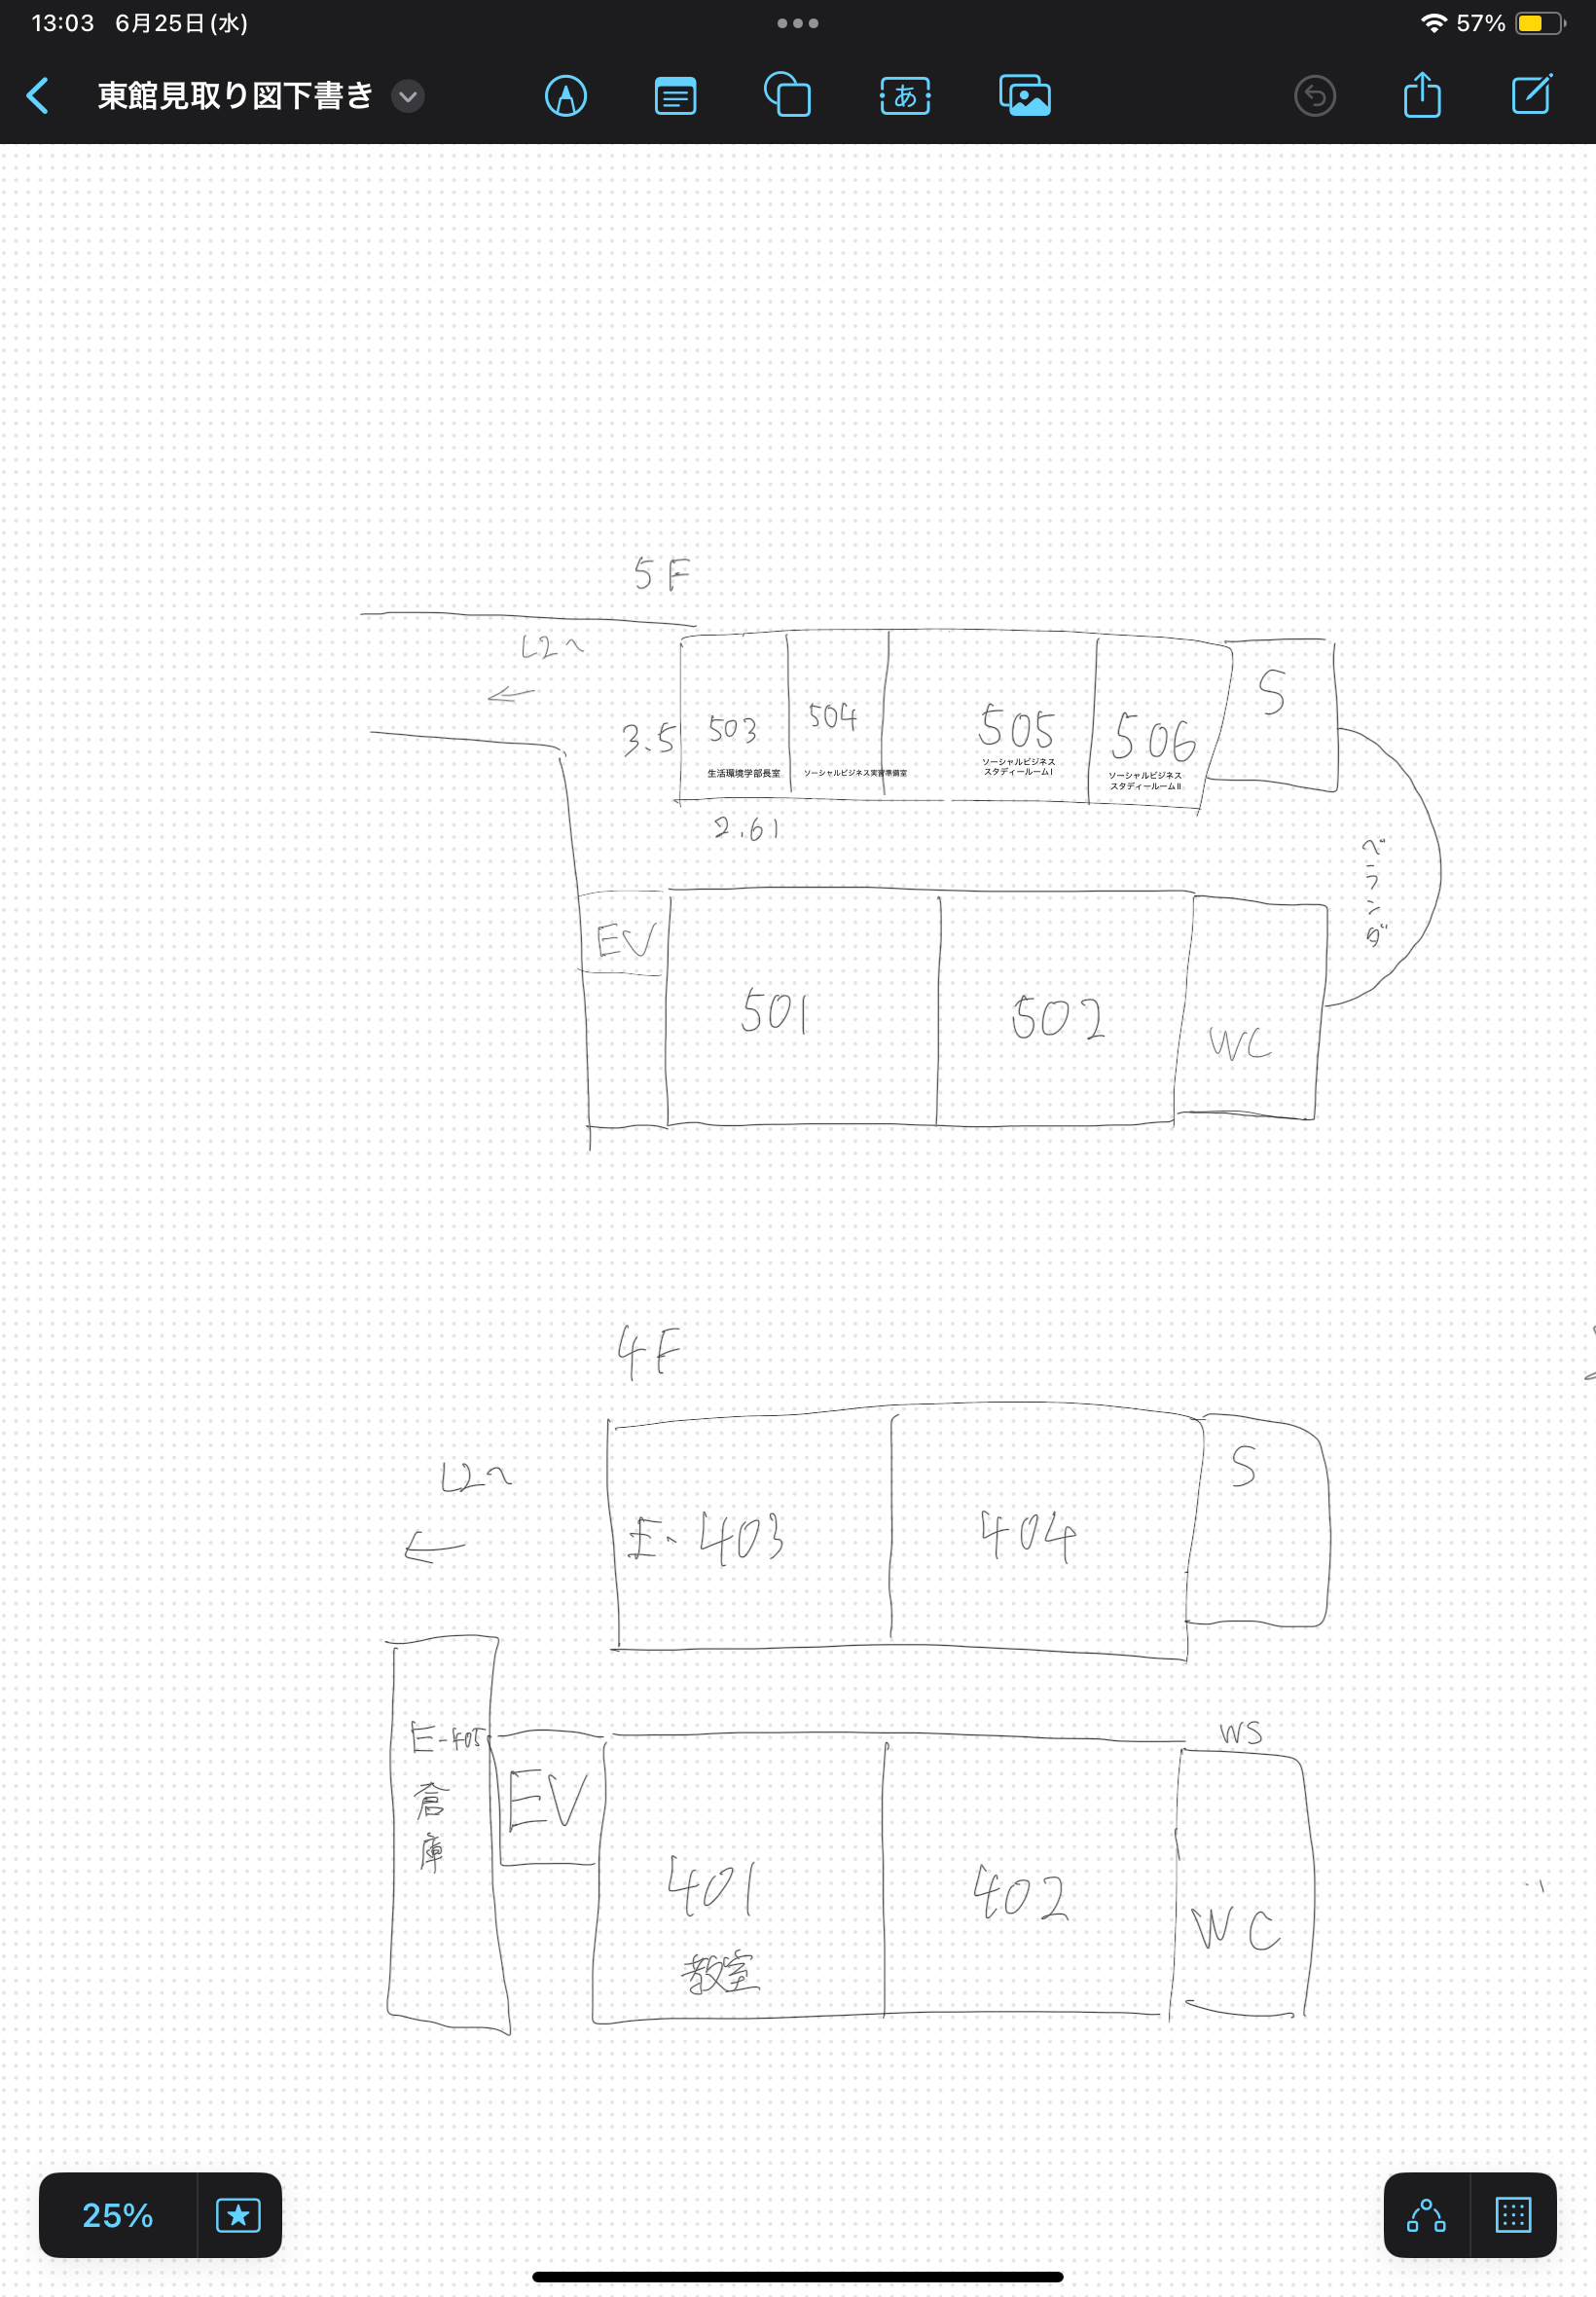 13:03 6月25日(水)
57%
東館見取り図下書き
あ
5F
L2へ
←
3.5
503
生活環境学部長室
504
ソーシャルビジネス実習準備室
505
ソーシャルビジネス
スタディールームⅠ
506
ソーシャルビジネス
スタディールームⅡ
S
2.61
ベランダ
EV
501
502
WC
4F
L2へ
←
E-403
404
S
E-405
倉庫
EV
401
教室
402
WS
WC
25%